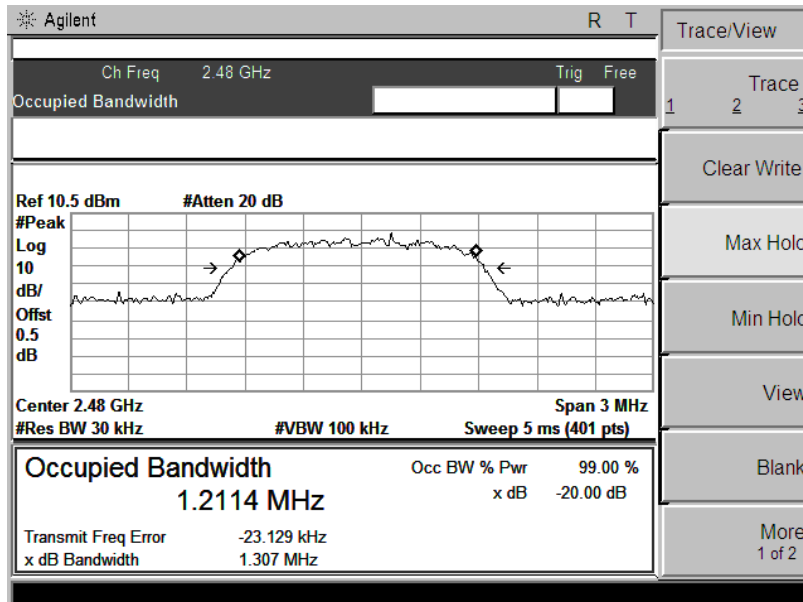 Agilent R T
Trace/View
Ch Freq 2.48 GHz Trig Free
Occupied Bandwidth
Trace
1 2 3
Clear Write
Max Hold
Min Hold
View
Blank
More
1 of 2
Ref 10.5 dBm #Atten 20 dB
#Peak
Log
10
dB/
Offst
0.5
dB
Center 2.48 GHz Span 3 MHz
#Res BW 30 kHz #VBW 100 kHz Sweep 5 ms (401 pts)
Occupied Bandwidth Occ BW % Pwr 99.00 %
1.2114 MHz x dB -20.00 dB
Transmit Freq Error -23.129 kHz
x dB Bandwidth 1.307 MHz